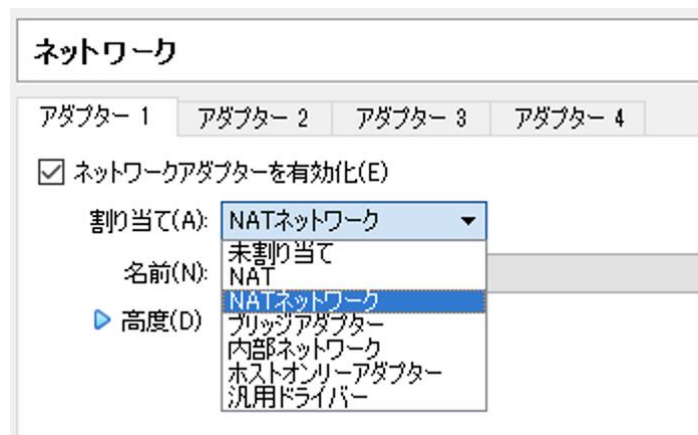 ネットワーク
アダプター 1 アダプター 2 アダプター 3 アダプター 4
ネットワークアダプターを有効化(E)
割り当て(A): NATネットワーク
未割り当て
名前(N): NAT
NATネットワーク
高度(D) ブリッジアダプター
内部ネットワーク
ホストオンリーアダプター
汎用ドライバー